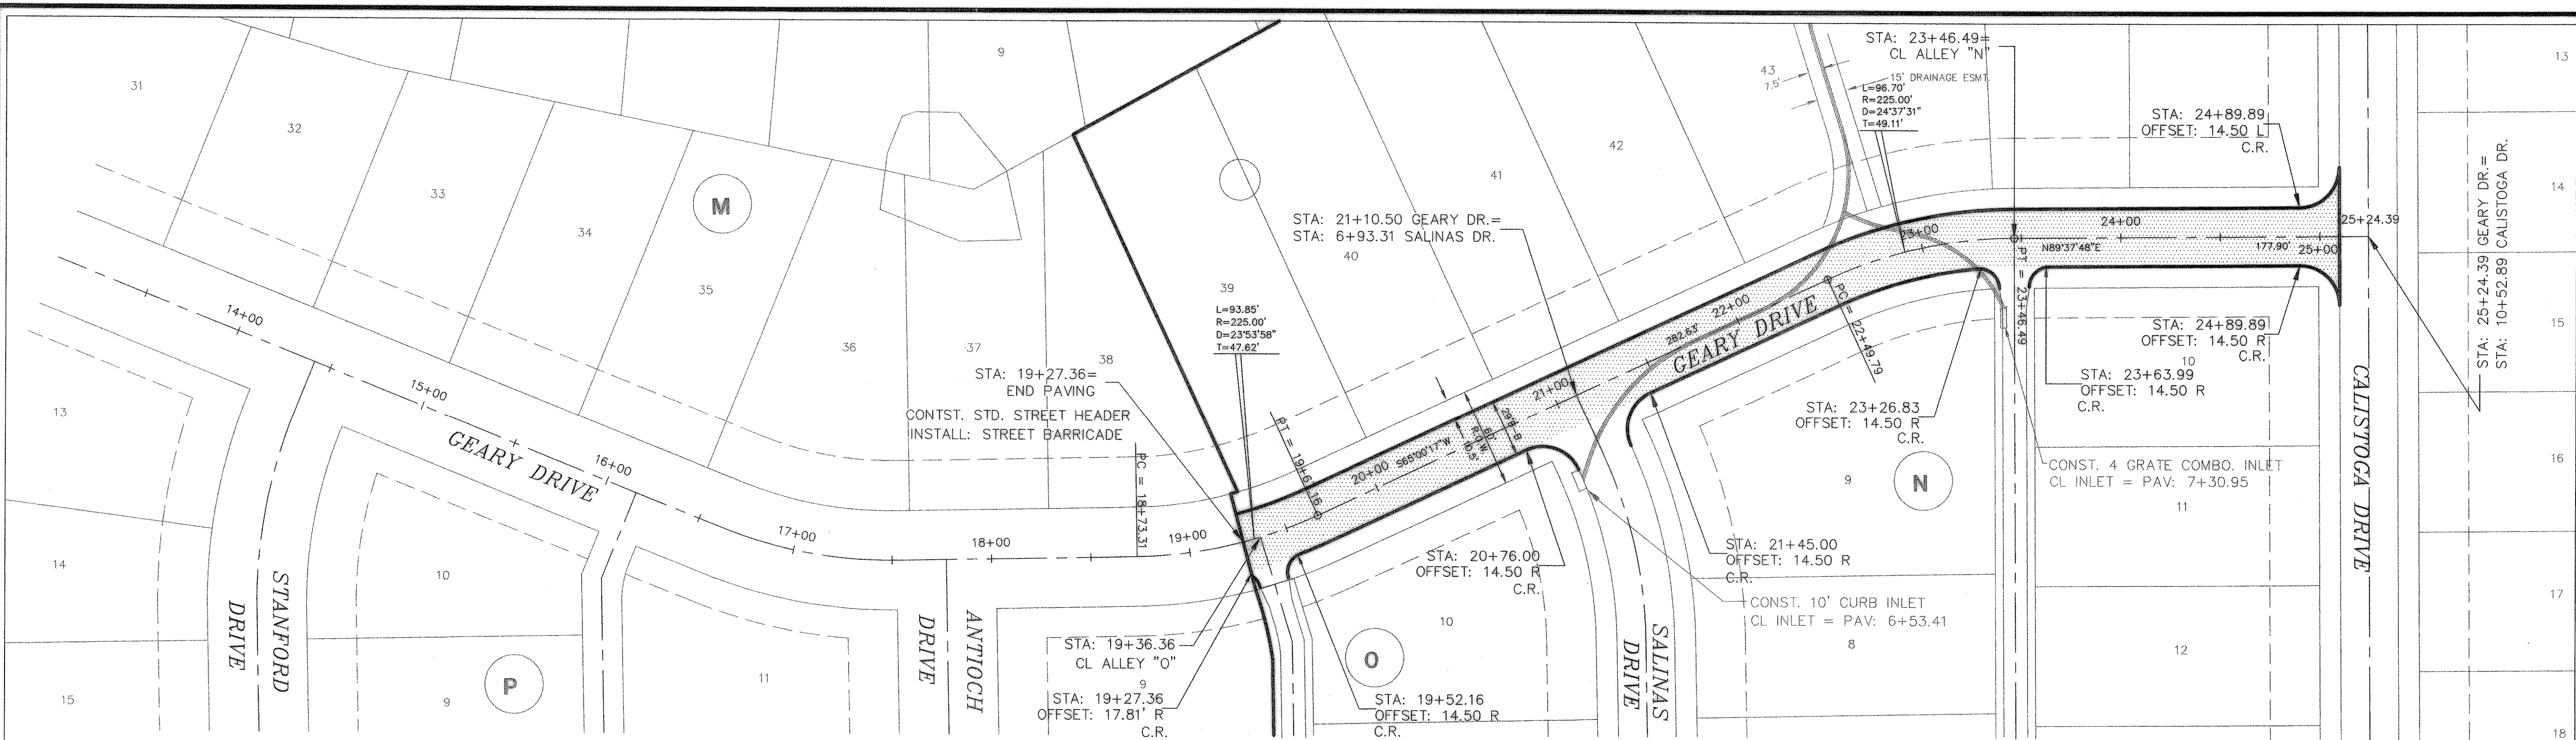 31
32
33
34
35
36
37
38
9
M
39
40
41
42
43
7.5'
15' DRAINAGE ESMT.
STA: 23+46.49=
CL ALLEY "N"
L=96.70'
R=225.00'
D=24°37'31"
T=49.11'
STA: 24+89.89
OFFSET: 14.50 L
C.R.
13
14
15
16
17
18
STA: 25+24.39 GEARY DR.=
STA: 10+52.89 CALISTOGA DR.
STA: 21+10.50 GEARY DR.=
STA: 6+93.31 SALINAS DR.
L=93.85'
R=225.00'
D=23°53'58"
T=47.62'
STA: 19+27.36=
END PAVING
CONTST. STD. STREET HEADER
INSTALL: STREET BARRICADE
14+00
15+00
16+00
17+00
18+00
19+00
20+00
21+00
22+00
23+00
24+00
25+00
25+24.39
GEARY DRIVE
PC = 18+73.31
S65°00'17"W
29' B-B
60'
R.O.W.
10.5'
282.63'
GEARY DRIVE
PC = 22+49.79
PT = 23+46.49
N89°37'48"E
177.90'
STA: 24+89.89
OFFSET: 14.50 R
C.R.
10
STA: 23+63.99
OFFSET: 14.50 R
C.R.
STA: 23+26.83
OFFSET: 14.50 R
C.R.
CONST. 4 GRATE COMBO. INLET
CL INLET = PAV: 7+30.95
11
12
CALISTOGA DRIVE
9
N
STA: 21+45.00
OFFSET: 14.50 R
C.R.
STA: 20+76.00
OFFSET: 14.50 R
C.R.
CONST. 10' CURB INLET
CL INLET = PAV: 6+53.41
8
SALINAS
DRIVE
10
O
STA: 19+36.36
CL ALLEY "O"
9
STA: 19+27.36
OFFSET: 17.81' R
C.R.
STA: 19+52.16
OFFSET: 14.50 R
C.R.
ANTIOCH
DRIVE
11
10
P
9
STANFORD
DRIVE
13
14
15